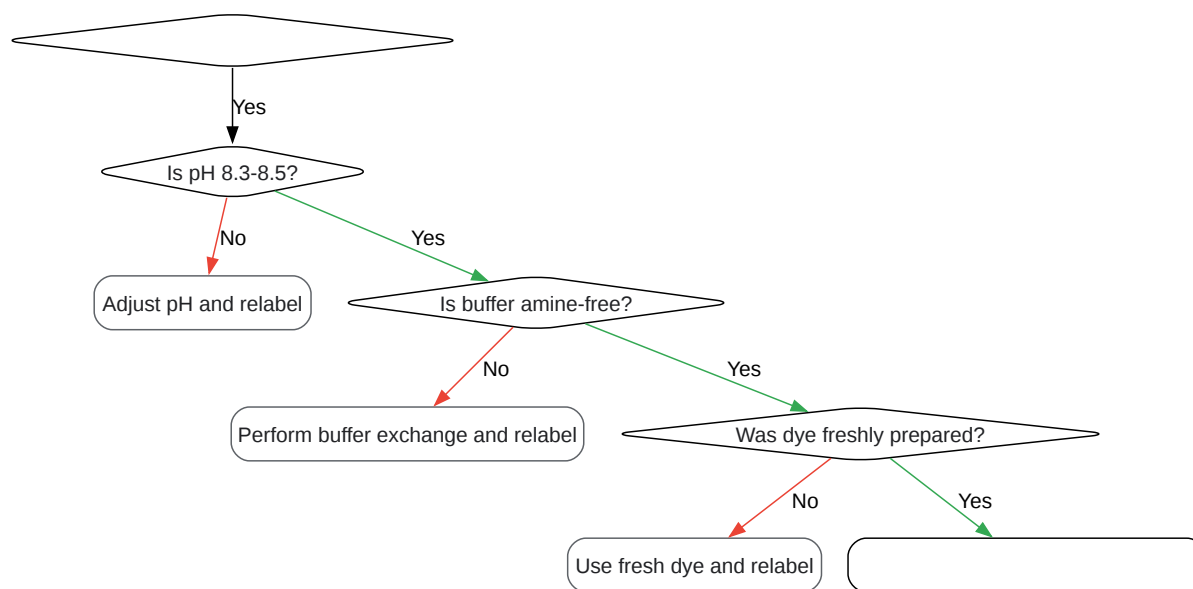 Yes
Is pH 8.3-8.5?
No
Yes
Adjust pH and relabel
Is buffer amine-free?
No
Yes
Perform buffer exchange and relabel
Was dye freshly prepared?
No
Yes
Use fresh dye and relabel